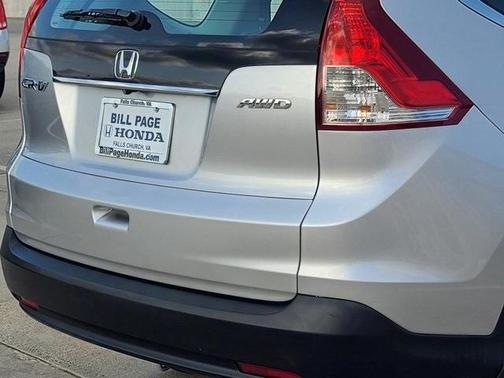 CR-V
AWD
Falls Church, VA
BILL PAGE
HONDA
FALLS CHURCH, VA
BillPageHonda.com